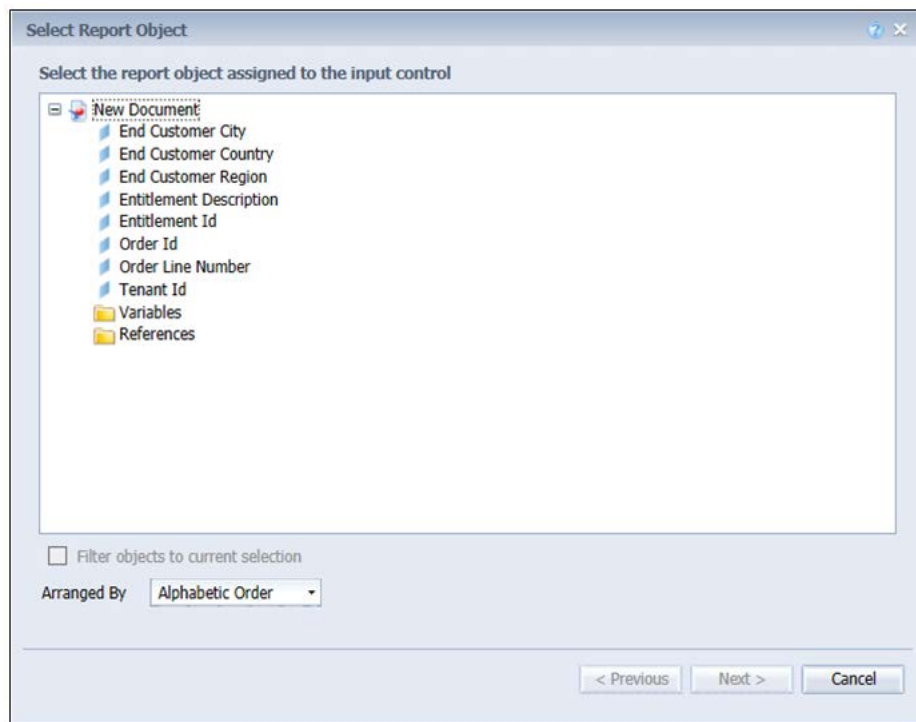 Select Report Object
Select the report object assigned to the input control
New Document
End Customer City
End Customer Country
End Customer Region
Entitlement Description
Entitlement Id
Order Id
Order Line Number
Tenant Id
Variables
References
Filter objects to current selection
Arranged By Alphabetic Order
< Previous Next > Cancel